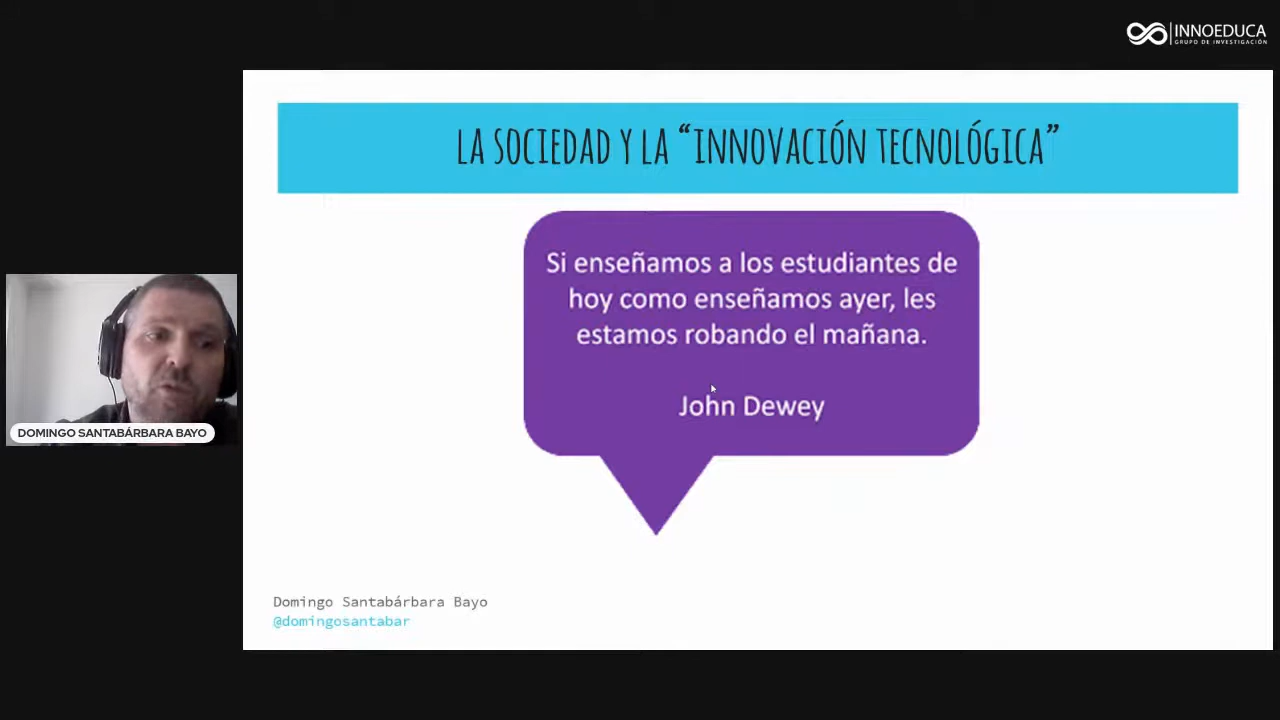 INNOEDUCA
GRUPO DE INVESTIGACIÓN
LA SOCIEDAD Y LA “INNOVACIÓN TECNOLÓGICA”
Si enseñamos a los estudiantes de
hoy como enseñamos ayer, les
estamos robando el mañana.
John Dewey
DOMINGO SANTABÁRBARA BAYO
Domingo Santabárbara Bayo
@domingosantabar